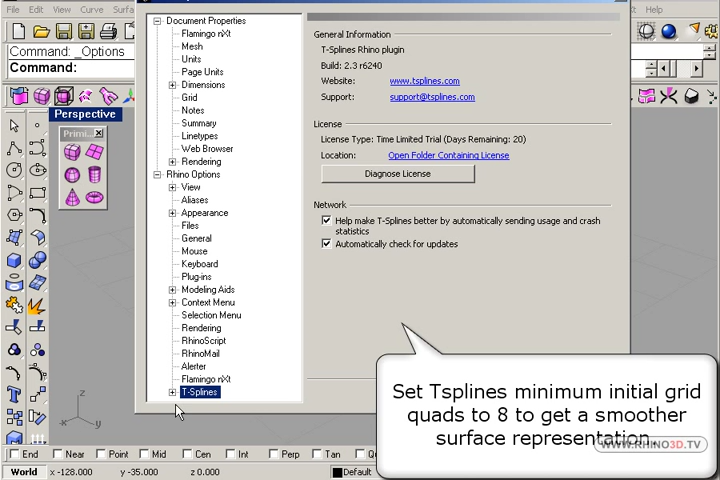 File Edit View Curve Surfa
Command: _Options
Command:
Perspective
Primi...
Document Properties
Flamingo nXt
Mesh
Units
Page Units
Dimensions
Grid
Notes
Summary
Linetypes
Web Browser
Rendering
Rhino Options
View
Aliases
Appearance
Files
General
Mouse
Keyboard
Plug-ins
Modeling Aids
Context Menu
Selection Menu
Rendering
RhinoScript
RhinoMail
Alerter
Flamingo nXt
T-Splines
General Information
T-Splines Rhino plugin
Build: 2.3 r6240
Website: www.tsplines.com
Support: support@tsplines.com
License
License Type: Time Limited Trial (Days Remaining: 20)
Location: Open Folder Containing License
Diagnose License
Network
Help make T-Splines better by automatically sending usage and crash
statistics
Automatically check for updates
Set Tsplines minimum initial grid
quads to 8 to get a smoother
surface representation.
WWW.RHINO3D.TV
z
x
y
End Near Point Mid Cen Int Perp Tan
World x -128.000 y -35.000 z 0.000 Default